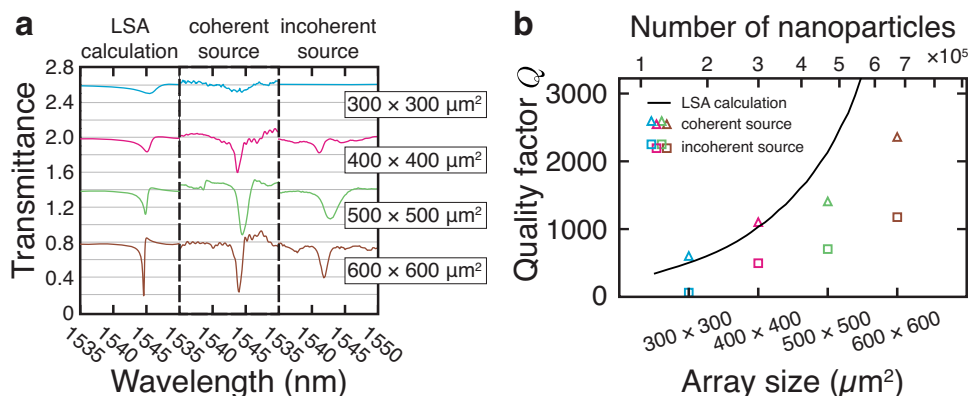 a
LSA calculation
coherent source
incoherent source
Transmittance
2.8
2.4
2.0
1.6
1.2
0.8
0.4
0
300 × 300 μm²
400 × 400 μm²
500 × 500 μm²
600 × 600 μm²
1535
1540
1545
1535
1540
1545
1535
1540
1545
1550
Wavelength (nm)
b
Number of nanoparticles
1 2 3 4 5 6 7 ×10⁵
Quality factor Q
3000
2000
1000
0
LSA calculation
coherent source
incoherent source
300 × 300
400 × 400
500 × 500
600 × 600
Array size (μm²)